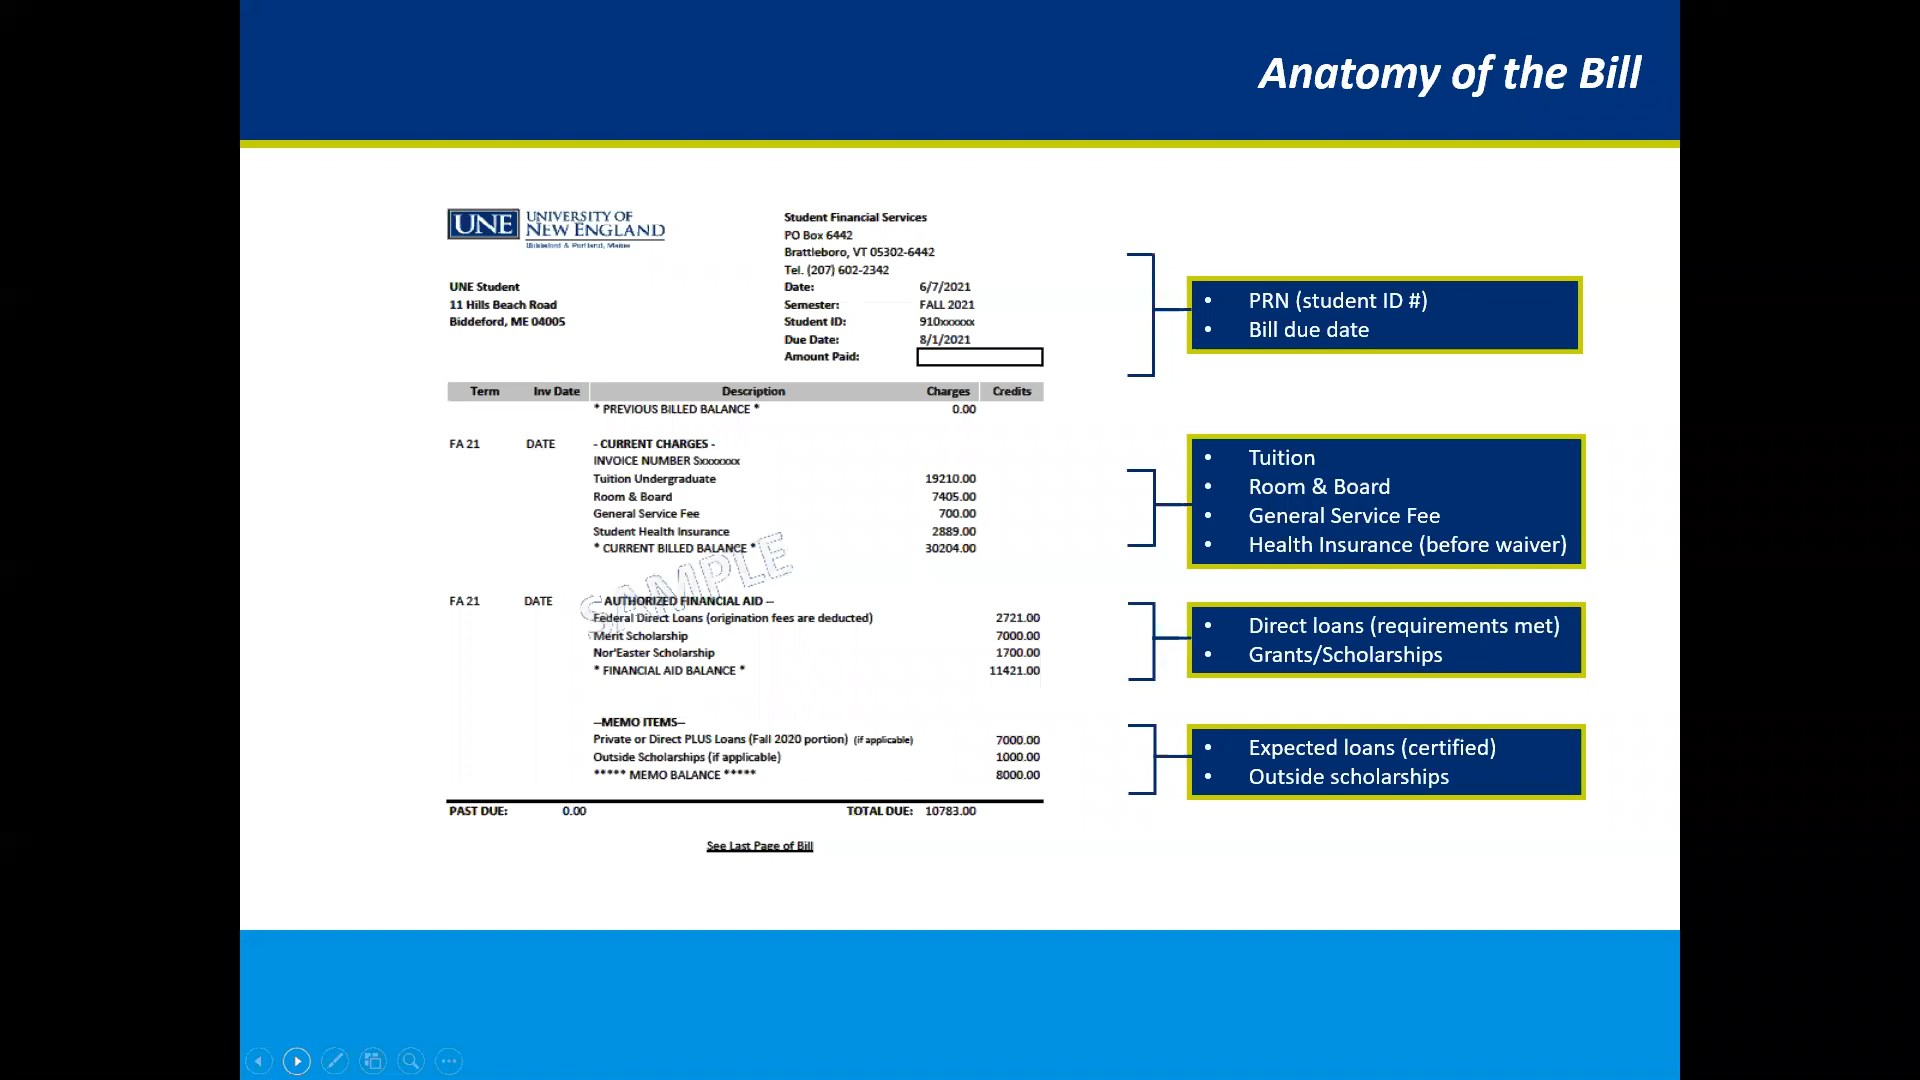 Anatomy of the Bill
UNE UNIVERSITY OF
NEW ENGLAND
Biddeford & Portland, Maine
Student Financial Services
PO Box 6442
Brattleboro, VT 05302-6442
Tel. (207) 602-2342
UNE Student
11 Hills Beach Road
Biddeford, ME 04005
Date: 6/7/2021
Semester: FALL 2021
Student ID: 910xxxxxx
Due Date: 8/1/2021
Amount Paid:
Term Inv Date Description Charges Credits
* PREVIOUS BILLED BALANCE * 0.00
FA 21 DATE - CURRENT CHARGES -
INVOICE NUMBER Sxxxxxxx
Tuition Undergraduate 19210.00
Room & Board 7405.00
General Service Fee 700.00
Student Health Insurance 2889.00
* CURRENT BILLED BALANCE * 30204.00
SAMPLE
FA 21 DATE -- AUTHORIZED FINANCIAL AID --
Federal Direct Loans (origination fees are deducted) 2721.00
Merit Scholarship 7000.00
Nor'Easter Scholarship 1700.00
* FINANCIAL AID BALANCE * 11421.00
--MEMO ITEMS--
Private or Direct PLUS Loans (Fall 2020 portion) (if applicable) 7000.00
Outside Scholarships (if applicable) 1000.00
***** MEMO BALANCE ***** 8000.00
PAST DUE: 0.00 TOTAL DUE: 10783.00
See Last Page of Bill
• PRN (student ID #)
• Bill due date
• Tuition
• Room & Board
• General Service Fee
• Health Insurance (before waiver)
• Direct loans (requirements met)
• Grants/Scholarships
• Expected loans (certified)
• Outside scholarships